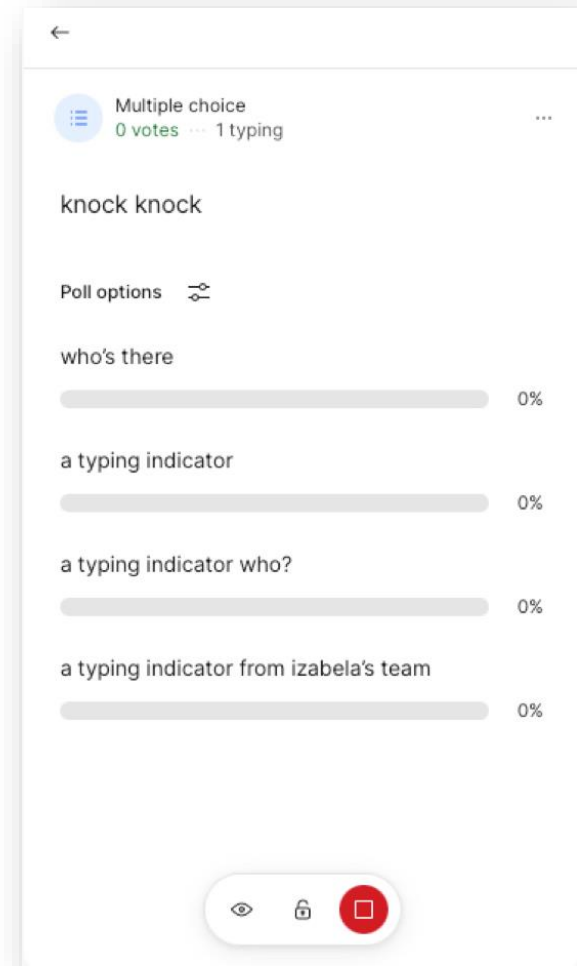 Multiple choice
0 votes ··· 1 typing
knock knock
Poll options
who's there
0%
a typing indicator
0%
a typing indicator who?
0%
a typing indicator from izabela's team
0%